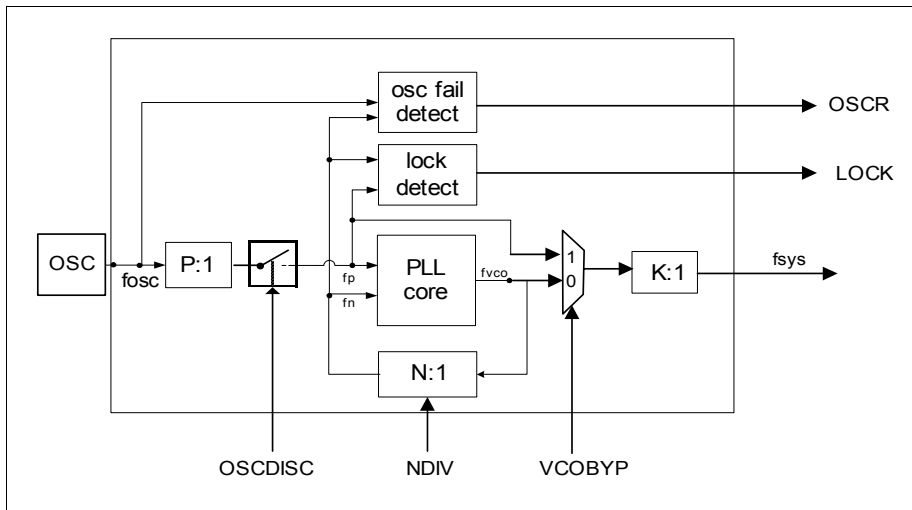 osc fail
detect
OSCR
lock
detect
LOCK
OSC
fosc
P:1
fp
fn
PLL
core
fvco
1
0
K:1
fsys
N:1
OSCDISC
NDIV
VCOBYP